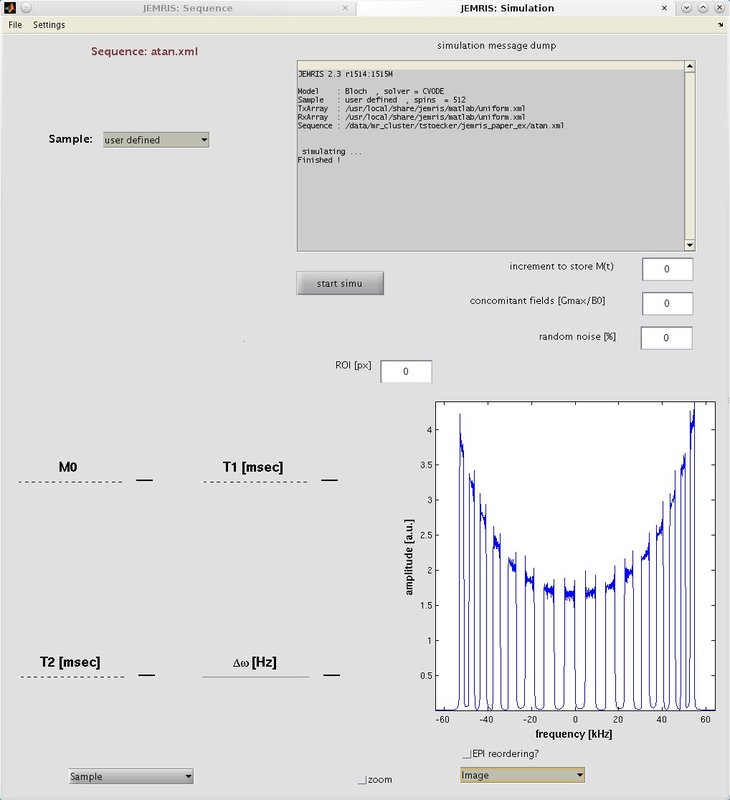 JEMRIS: Sequence
JEMRIS: Simulation
File Settings
Sequence: atan.xml
simulation message dump
JEMRIS 2.3 r1514:1515M
Model : Bloch , solver = CVODE
Sample : user defined , spins = 512
TxArray : /usr/local/share/jemris/matlab/uniform.xml
RxArray : /usr/local/share/jemris/matlab/uniform.xml
Sequence : /data/mr_cluster/tstoecker/jemris_paper_ex/atan.xml
simulating ...
Finished !
Sample: user defined
start simu
increment to store M(t) 0
concomitant fields [Gmax/B0] 0
random noise [%] 0
ROI [px] 0
M0
T1 [msec]
T2 [msec]
Δω [Hz]
4
3.5
3
2.5
2
1.5
1
0.5
amplitude [a.u.]
-60 -40 -20 0 20 40 60
frequency [kHz]
EPI reordering?
Sample
zoom
Image